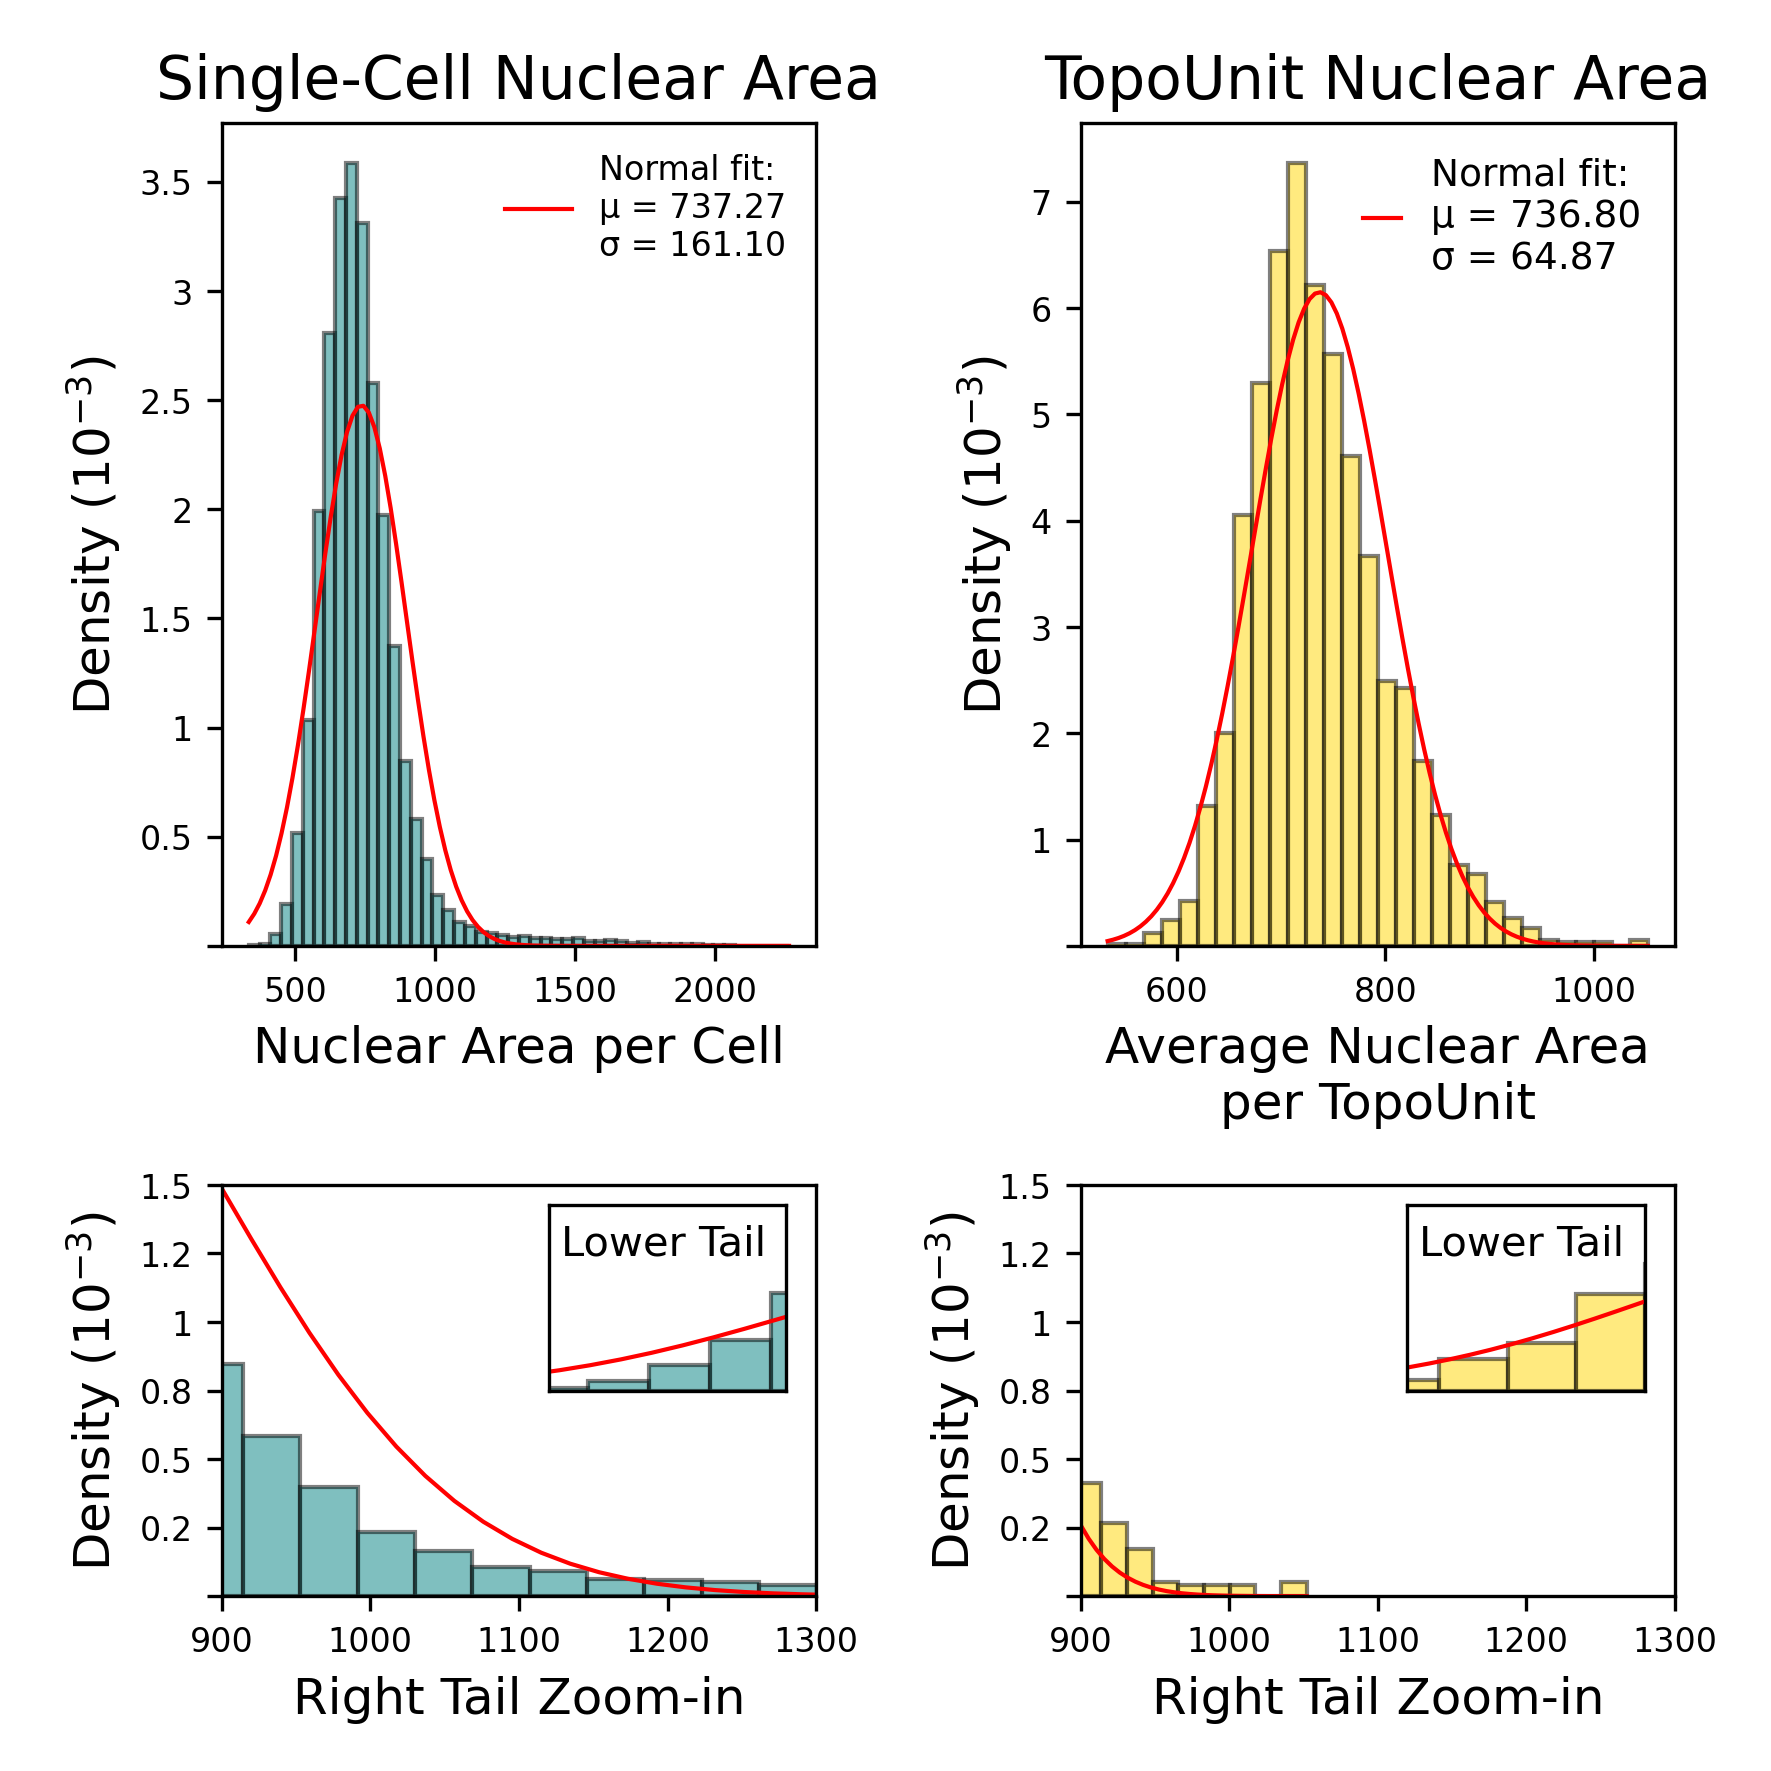 Single-Cell Nuclear Area
Normal fit:
μ = 737.27
σ = 161.10
Density (10⁻³)
3.5
3
2.5
2
1.5
1
0.5
500 1000 1500 2000
Nuclear Area per Cell
TopoUnit Nuclear Area
Normal fit:
μ = 736.80
σ = 64.87
Density (10⁻³)
7
6
5
4
3
2
1
600 800 1000
Average Nuclear Area
per TopoUnit
Lower Tail
Density (10⁻³)
1.5
1.2
1
0.8
0.5
0.2
900 1000 1100 1200 1300
Right Tail Zoom-in
Lower Tail
Density (10⁻³)
1.5
1.2
1
0.8
0.5
0.2
900 1000 1100 1200 1300
Right Tail Zoom-in